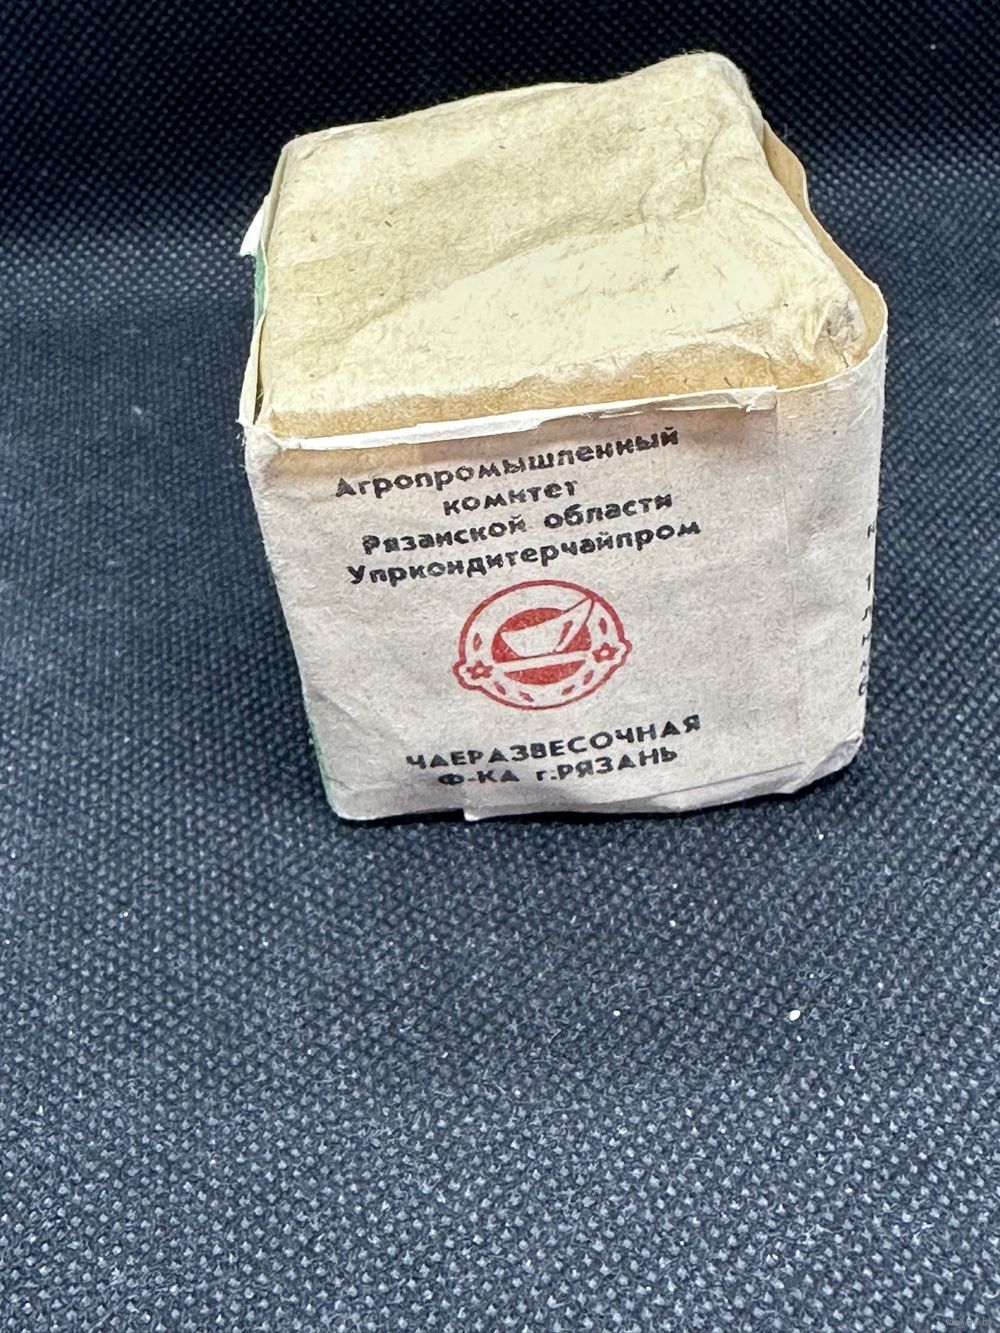 Агропромышленный
комитет
Рязанской области
Упркондитерчайпром
ЧАЕРАЗВЕСОЧНАЯ
Ф-КА г.РЯЗАНЬ